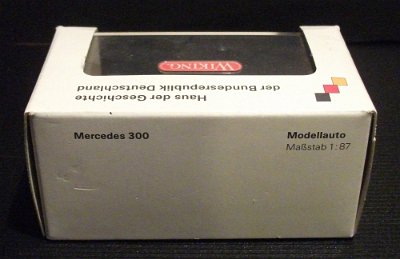 WIKING
Haus der Geschichte
der Bundesrepublik Deutschland
Mercedes 300
Modellauto
Maßstab 1:87